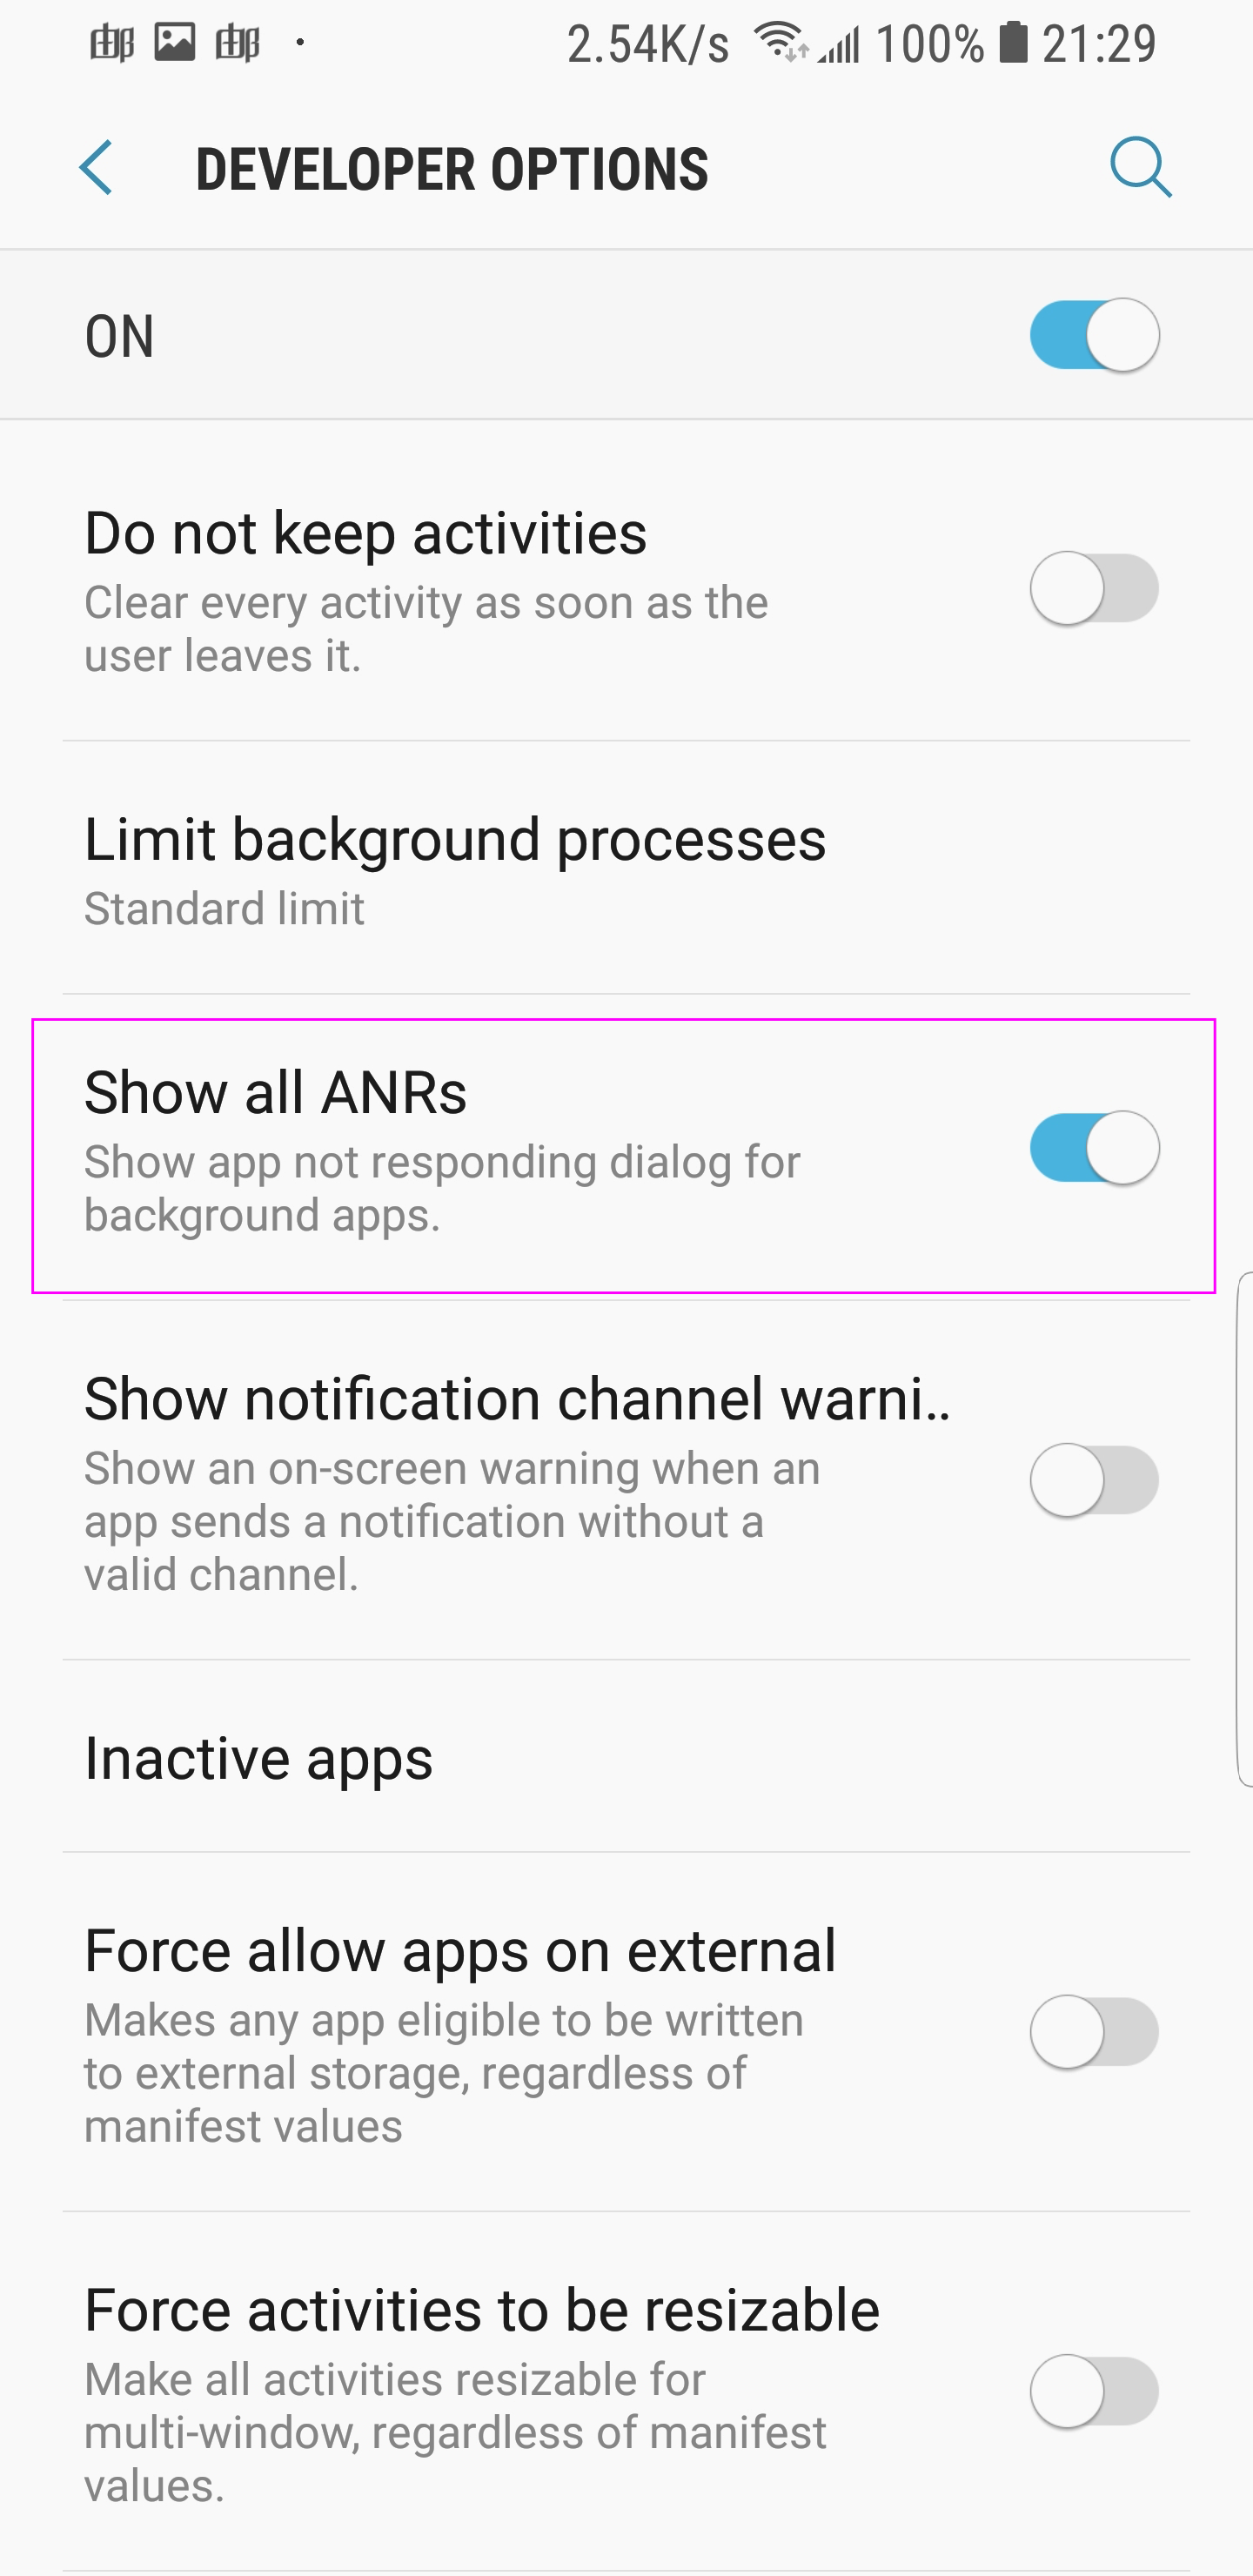 2.54K/s 100% 21:29
DEVELOPER OPTIONS
ON
Do not keep activities
Clear every activity as soon as the
user leaves it.
Limit background processes
Standard limit
Show all ANRs
Show app not responding dialog for
background apps.
Show notification channel warni..
Show an on-screen warning when an
app sends a notification without a
valid channel.
Inactive apps
Force allow apps on external
Makes any app eligible to be written
to external storage, regardless of
manifest values
Force activities to be resizable
Make all activities resizable for
multi-window, regardless of manifest
values.